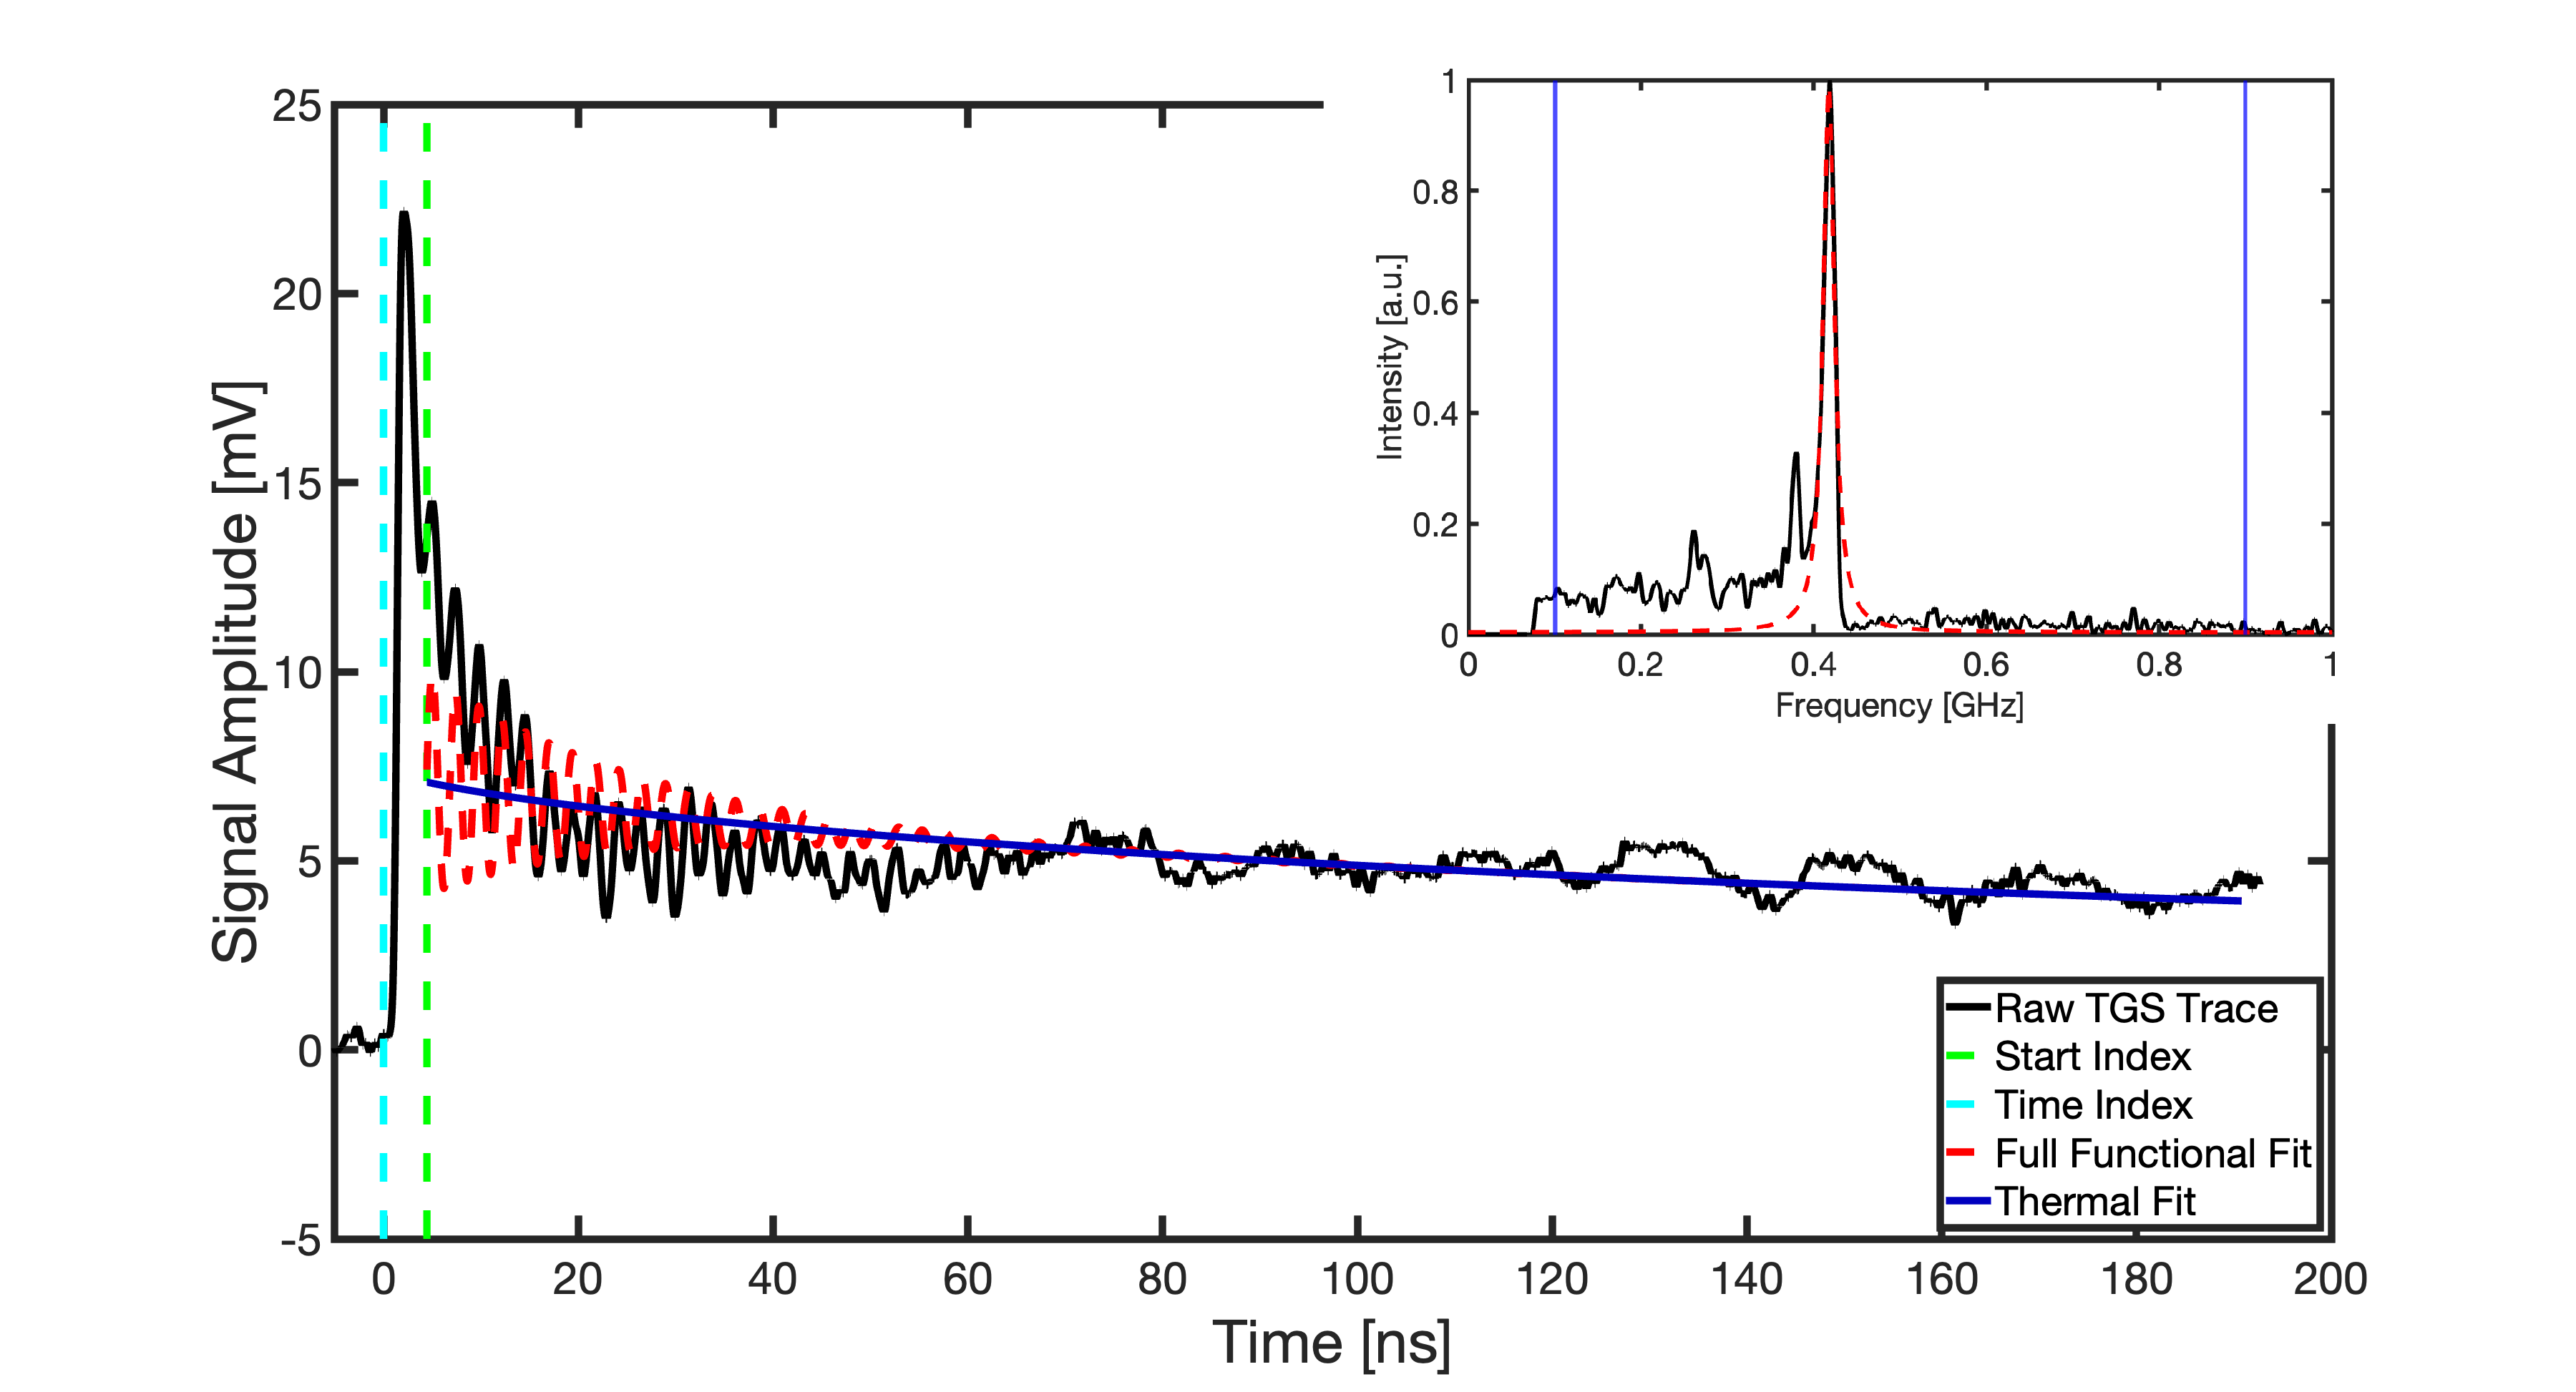 25
20
15
10
5
0
-5
Signal Amplitude [mV]
0 20 40 60 80 100 120 140 160 180 200
Time [ns]
1
0.8
0.6
0.4
0.2
0
Intensity [a.u.]
0 0.2 0.4 0.6 0.8 1
Frequency [GHz]
Raw TGS Trace
Start Index
Time Index
Full Functional Fit
Thermal Fit